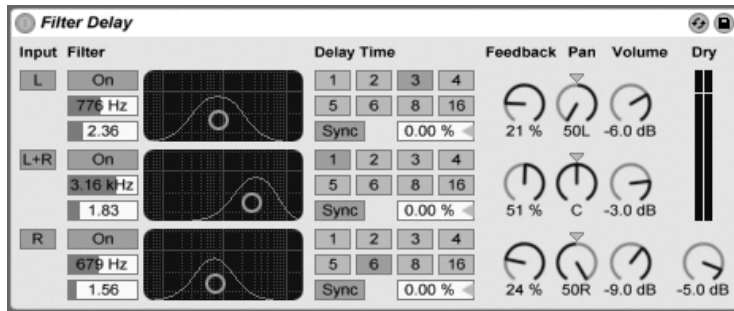 Filter Delay
Input Filter Delay Time Feedback Pan Volume Dry
L On 1 2 3 4
776 Hz 5 6 8 16
2.36 Sync 0.00 % 21 % 50L -6.0 dB
L+R On 1 2 3 4
3.16 kHz 5 6 8 16
1.83 Sync 0.00 % 51 % C -3.0 dB
R On 1 2 3 4
679 Hz 5 6 8 16
1.56 Sync 0.00 % 24 % 50R -9.0 dB -5.0 dB